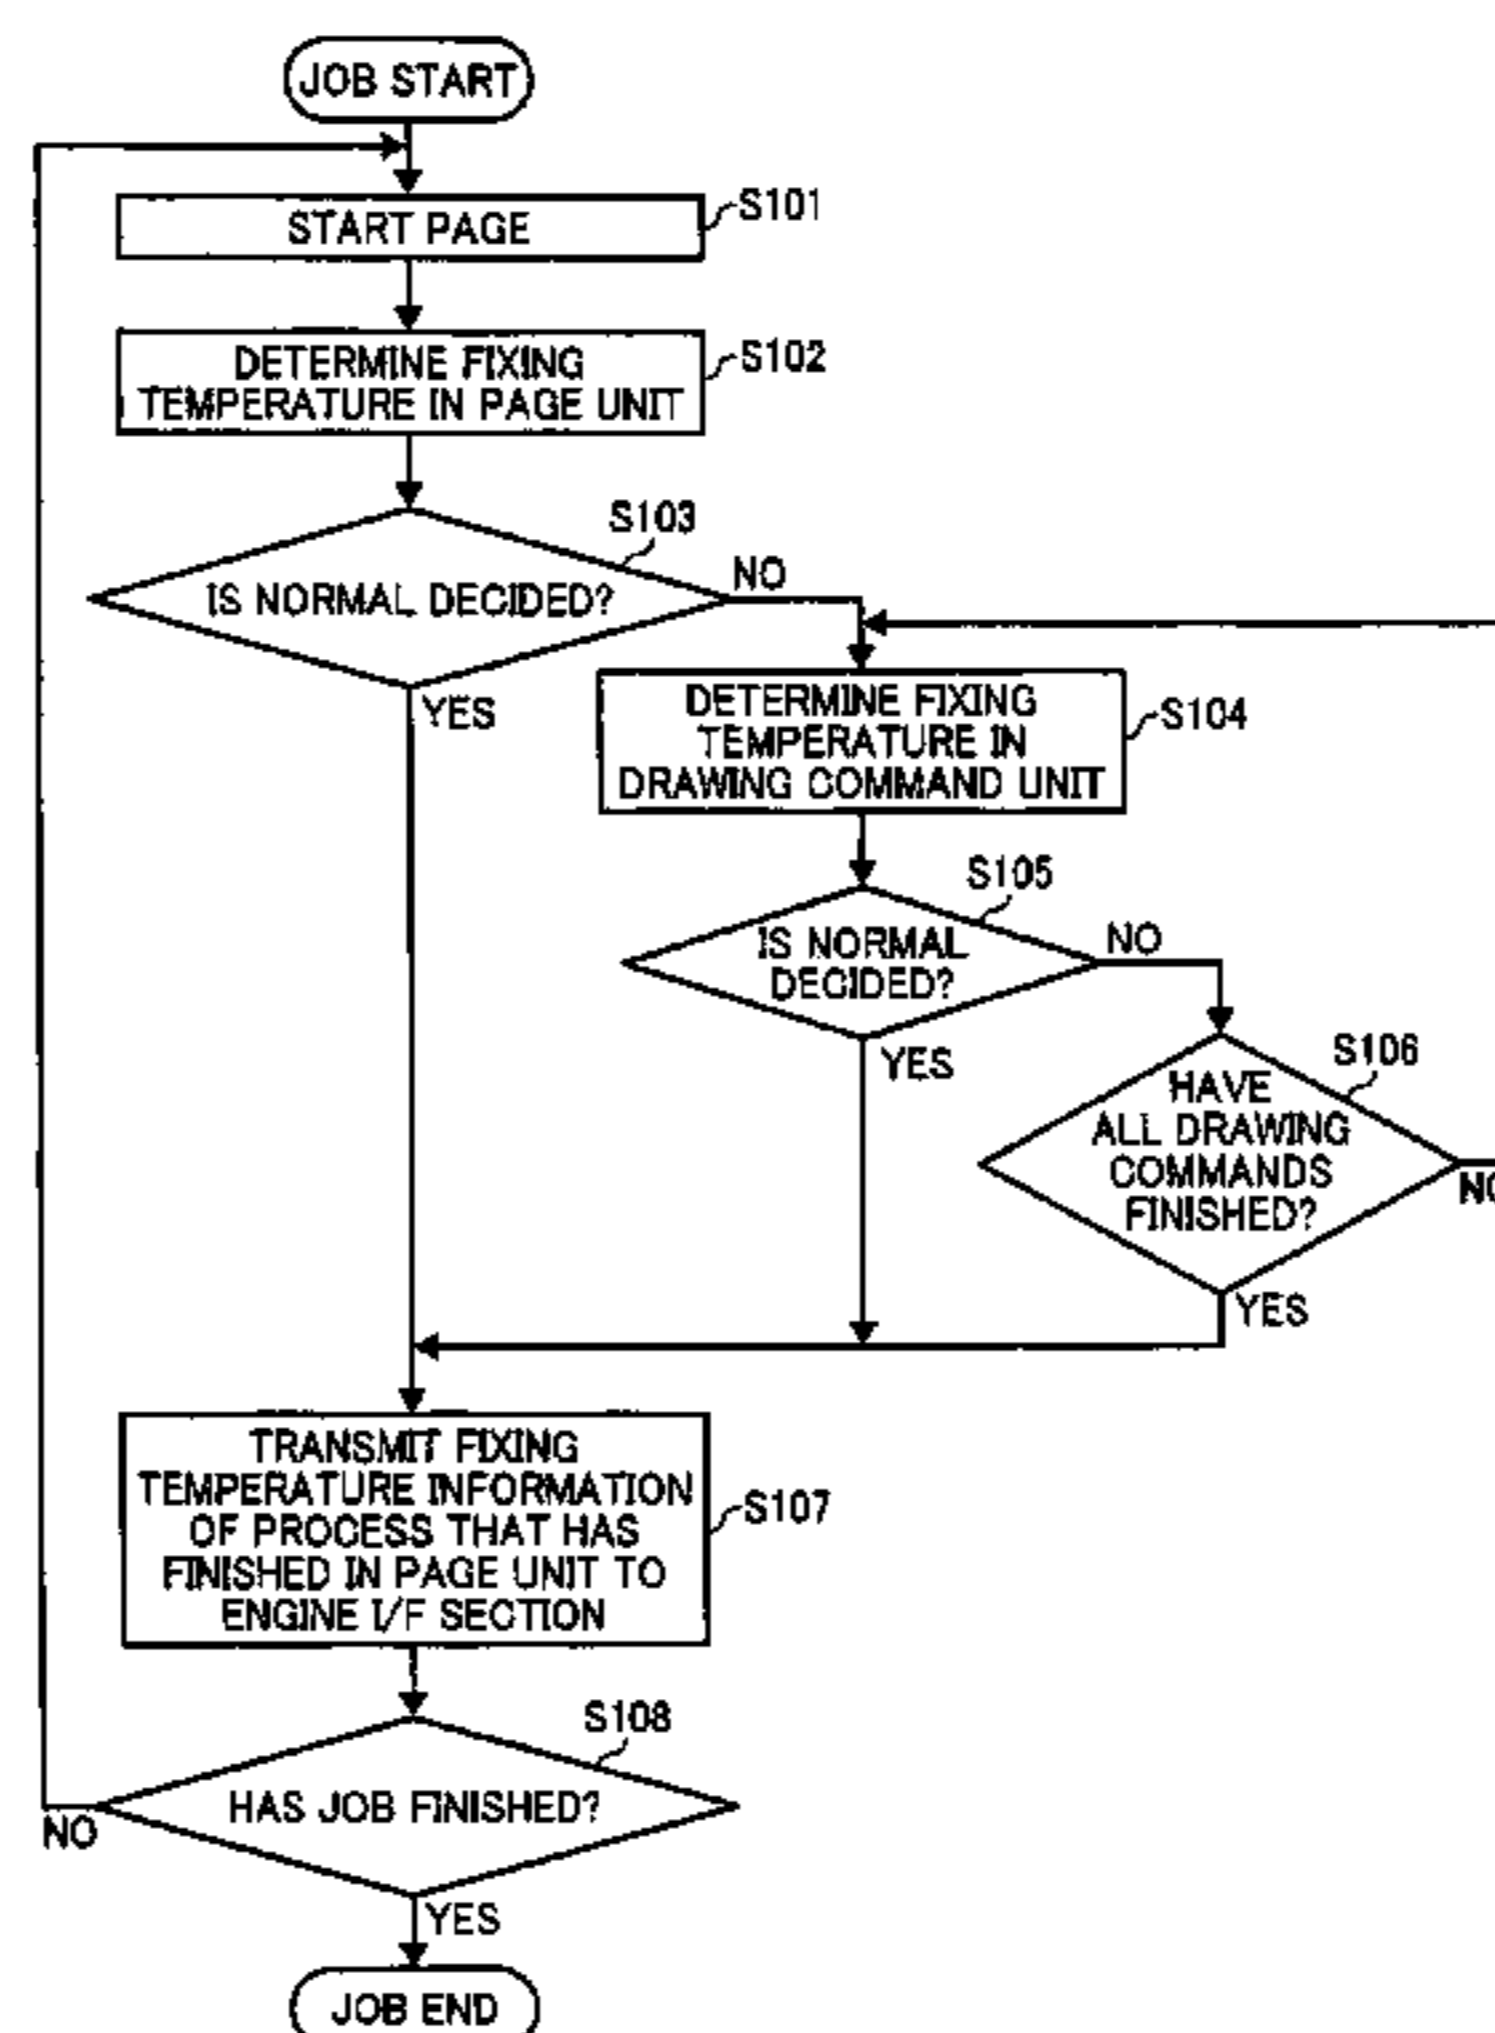 JOB START
START PAGE
S101
DETERMINE FIXING
TEMPERATURE IN PAGE UNIT
S102
S103
IS NORMAL DECIDED?
NO
YES
DETERMINE FIXING
TEMPERATURE IN
DRAWING COMMAND UNIT
S104
S105
IS NORMAL
DECIDED?
NO
YES
S106
HAVE
ALL DRAWING
COMMANDS
FINISHED?
NO
YES
TRANSMIT FIXING
TEMPERATURE INFORMATION
OF PROCESS THAT HAS
FINISHED IN PAGE UNIT TO
ENGINE I/F SECTION
S107
S108
HAS JOB FINISHED?
NO
YES
JOB END